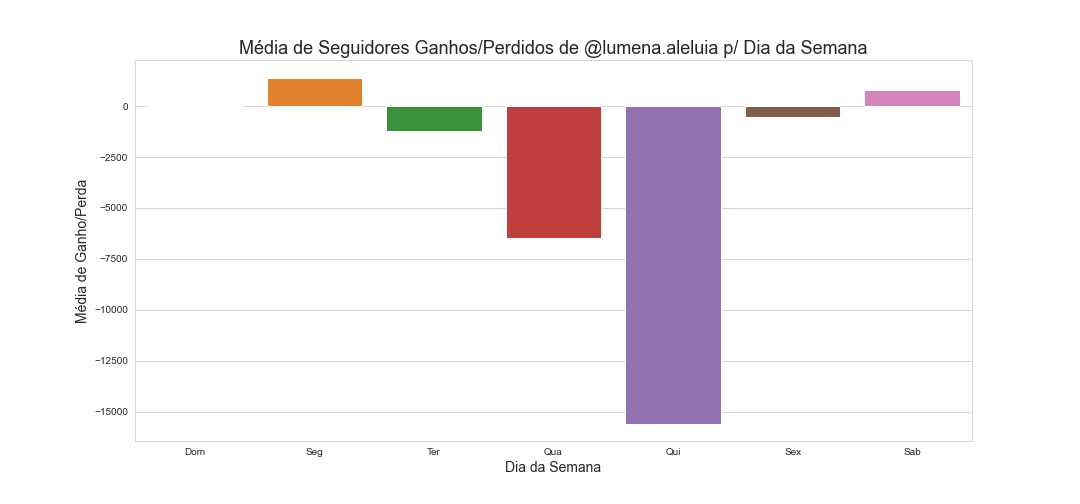 Média de Seguidores Ganhos/Perdidos de @lumena.aleluia p/ Dia da Semana
Média de Ganho/Perda
0
−2500
−5000
−7500
−10000
−12500
−15000
Dom Seg Ter Qua Qui Sex Sab
Dia da Semana